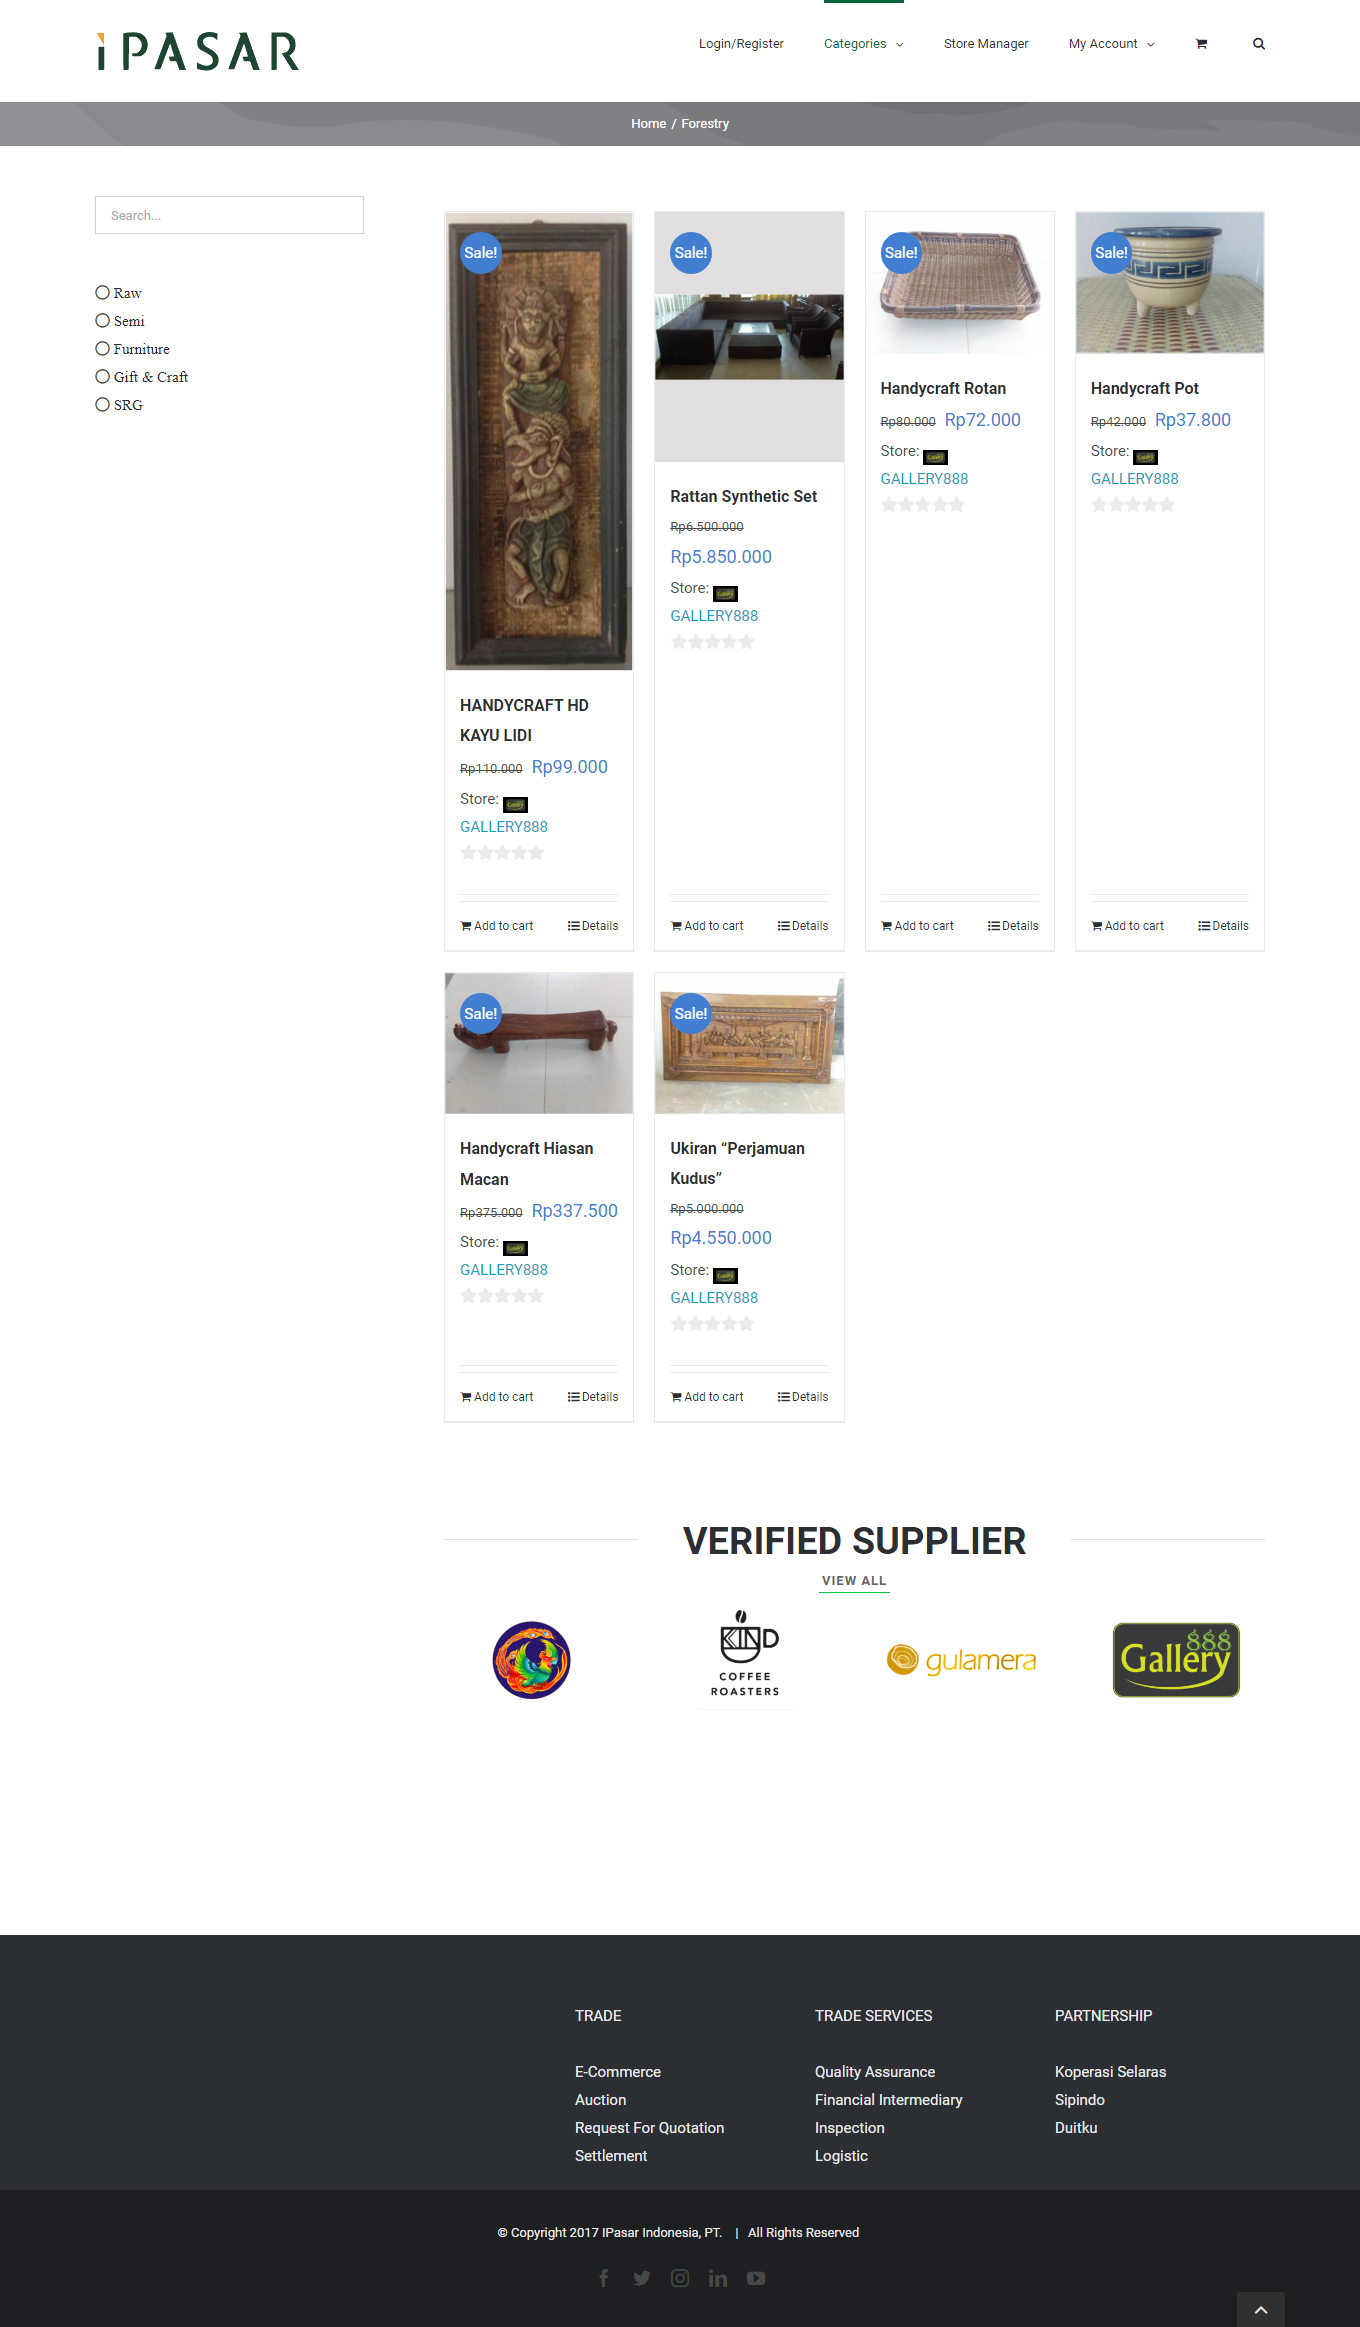 iPASAR
Login/Register
Categories
Store Manager
My Account
Home / Forestry
Search...
Raw
Semi
Furniture
Gift & Craft
SRG
Sale!
HANDYCRAFT HD
KAYU LIDI
Rp110.000 Rp99.000
Store: Gallery
GALLERY888
Add to cart Details
Sale!
Rattan Synthetic Set
Rp6.500.000
Rp5.850.000
Store: Gallery
GALLERY888
Add to cart Details
Sale!
Handycraft Rotan
Rp80.000 Rp72.000
Store: Gallery
GALLERY888
Add to cart Details
Sale!
Handycraft Pot
Rp42.000 Rp37.800
Store: Gallery
GALLERY888
Add to cart Details
Sale!
Handycraft Hiasan
Macan
Rp375.000 Rp337.500
Store: Gallery
GALLERY888
Add to cart Details
Sale!
Ukiran “Perjamuan
Kudus”
Rp5.000.000
Rp4.550.000
Store: Gallery
GALLERY888
Add to cart Details
VERIFIED SUPPLIER
VIEW ALL
KIND
COFFEE
ROASTERS
gulamera
888
Gallery
TRADE
E-Commerce
Auction
Request For Quotation
Settlement
TRADE SERVICES
Quality Assurance
Financial Intermediary
Inspection
Logistic
PARTNERSHIP
Koperasi Selaras
Sipindo
Duitku
© Copyright 2017 IPasar Indonesia, PT. | All Rights Reserved